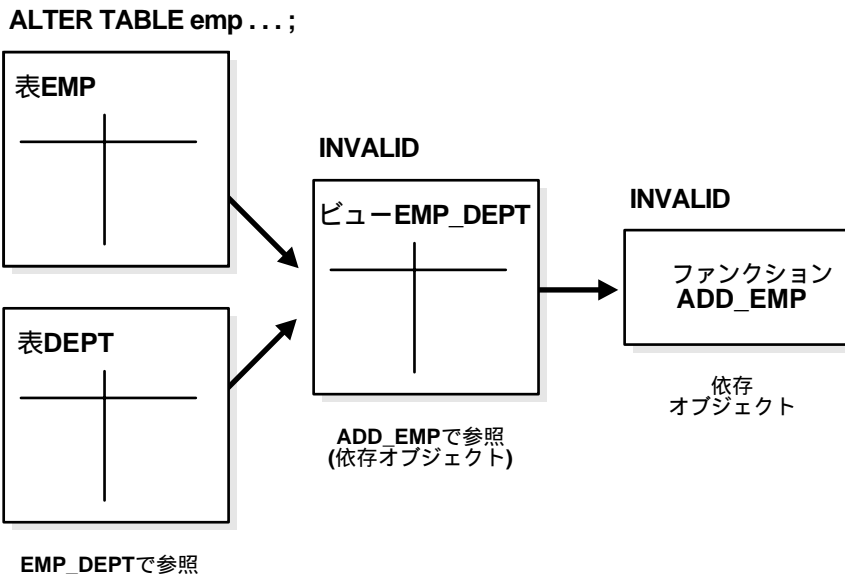 ALTER TABLE emp . . . ;
表EMP
INVALID
ビューEMP_DEPT
INVALID
ファンクション
ADD_EMP
表DEPT
依存
オブジェクト
ADD_EMPで参照
(依存オブジェクト)
EMP_DEPTで参照